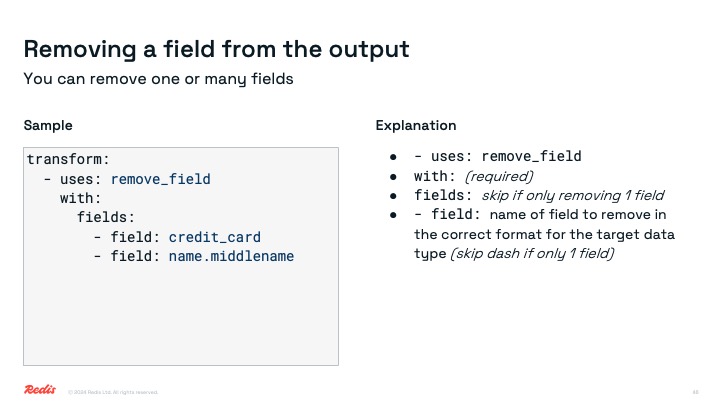 Removing a field from the output
You can remove one or many fields
Sample
transform:
  - uses: remove_field
    with:
      fields:
        - field: credit_card
        - field: name.middlename
Explanation
● - uses: remove_field
● with: (required)
● fields: skip if only removing 1 field
● - field: name of field to remove in
the correct format for the target data
type (skip dash if only 1 field)
Redis
© 2024 Redis Ltd. All rights reserved.